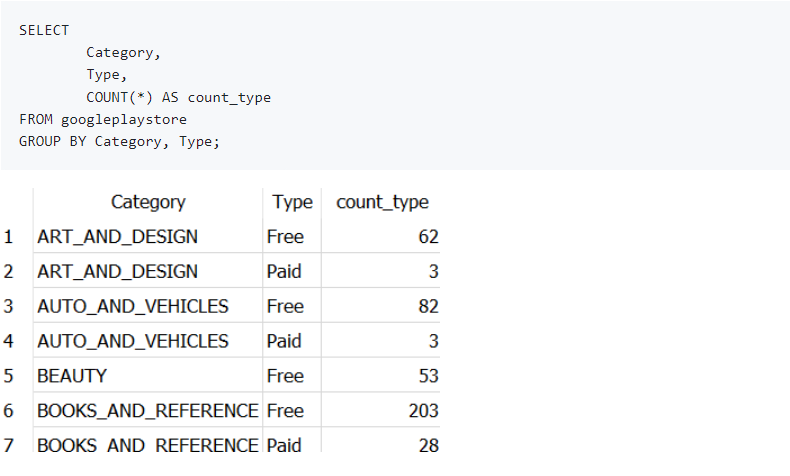 SELECT
Category,
Type,
COUNT(*) AS count_type
FROM googleplaystore
GROUP BY Category, Type;
Category Type count_type
1 ART_AND_DESIGN Free 62
2 ART_AND_DESIGN Paid 3
3 AUTO_AND_VEHICLES Free 82
4 AUTO_AND_VEHICLES Paid 3
5 BEAUTY Free 53
6 BOOKS_AND_REFERENCE Free 203
7 BOOKS_AND_REFERENCE Paid 28